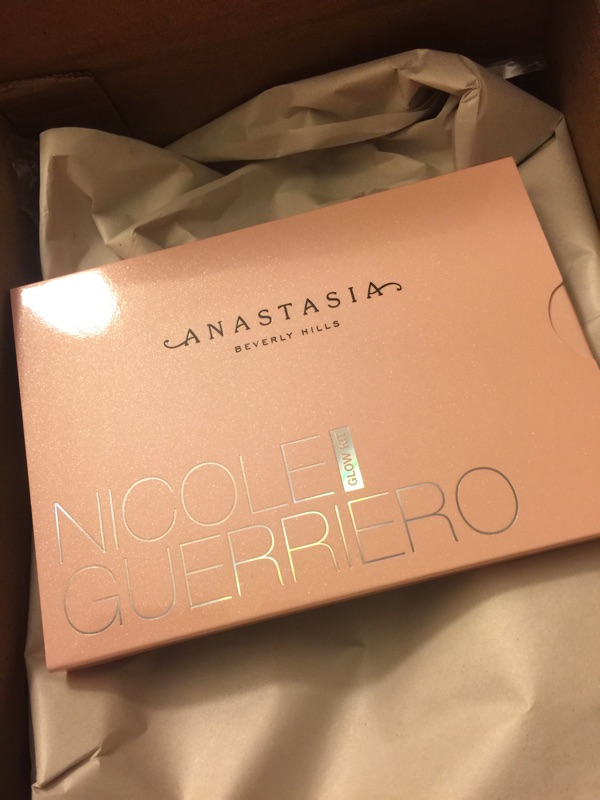 ANASTASIA
BEVERLY HILLS
NICOLE
GLOW KIT
GUERRIERO